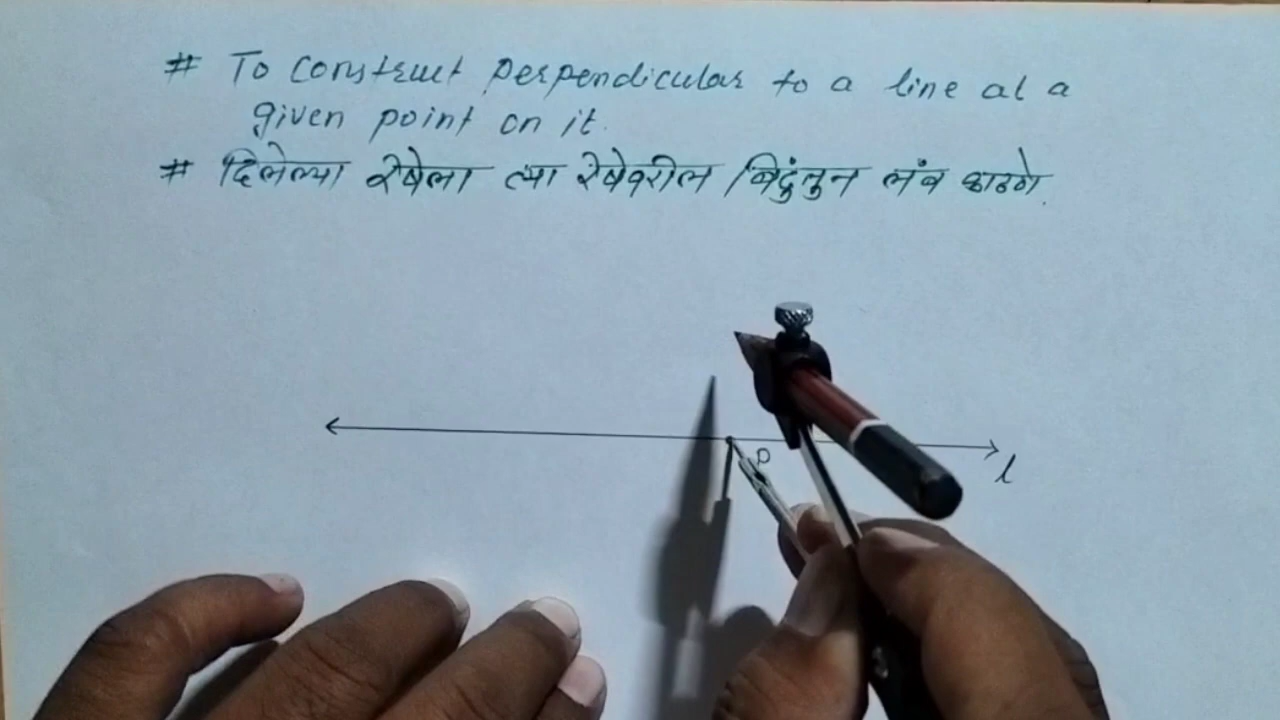 # To construct perpendicular to a line at a
given point on it.
# दिलेल्या रेषेला त्या रेषेवरील बिंदुंतुन लंब काढणे.
P
l